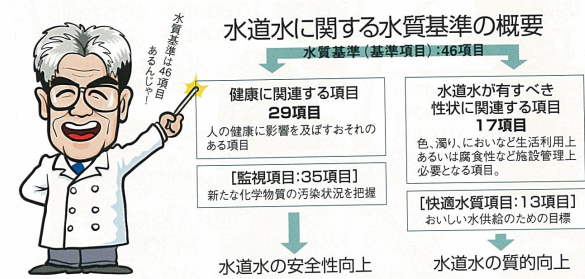 水道水に関する水質基準の概要
水質基準(基準項目):46項目
水質基準は46項目
あるんじゃ!
健康に関連する項目
29項目
人の健康に影響を及ぼすおそれの
ある項目
[監視項目:35項目]
新たな化学物質の汚染状況を把握
水道水の安全性向上
水道水が有すべき
性状に関連する項目
17項目
色、濁り、においなど生活利用上
あるいは腐食性など施設管理上
必要となる項目。
[快適水質項目:13項目]
おいしい水供給のための目標
水道水の質的向上